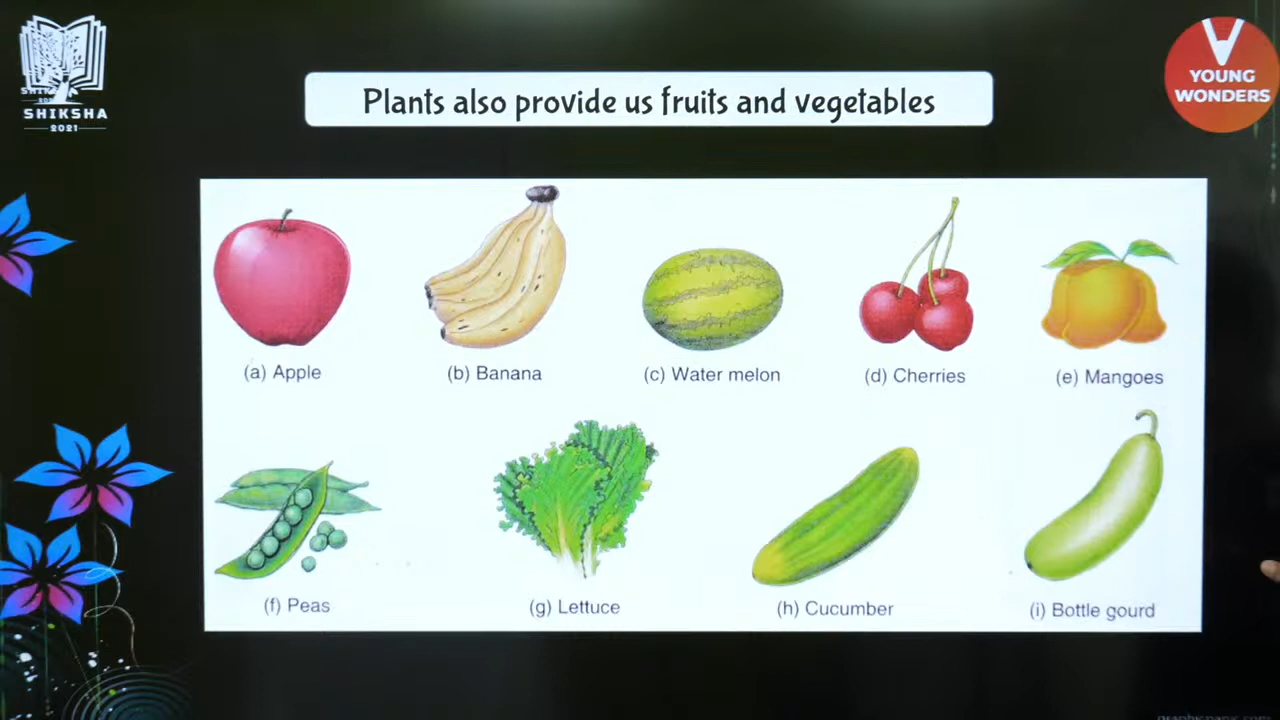 SHIKSHA
2021
YOUNG
WONDERS
Plants also provide us fruits and vegetables
(a) Apple
(b) Banana
(c) Water melon
(d) Cherries
(e) Mangoes
(f) Peas
(g) Lettuce
(h) Cucumber
(i) Bottle gourd